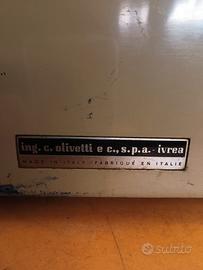 ing. c. olivetti e c., s.p.a. - ivrea
MADE IN ITALY - FABRIQUÉ EN ITALIE
subito